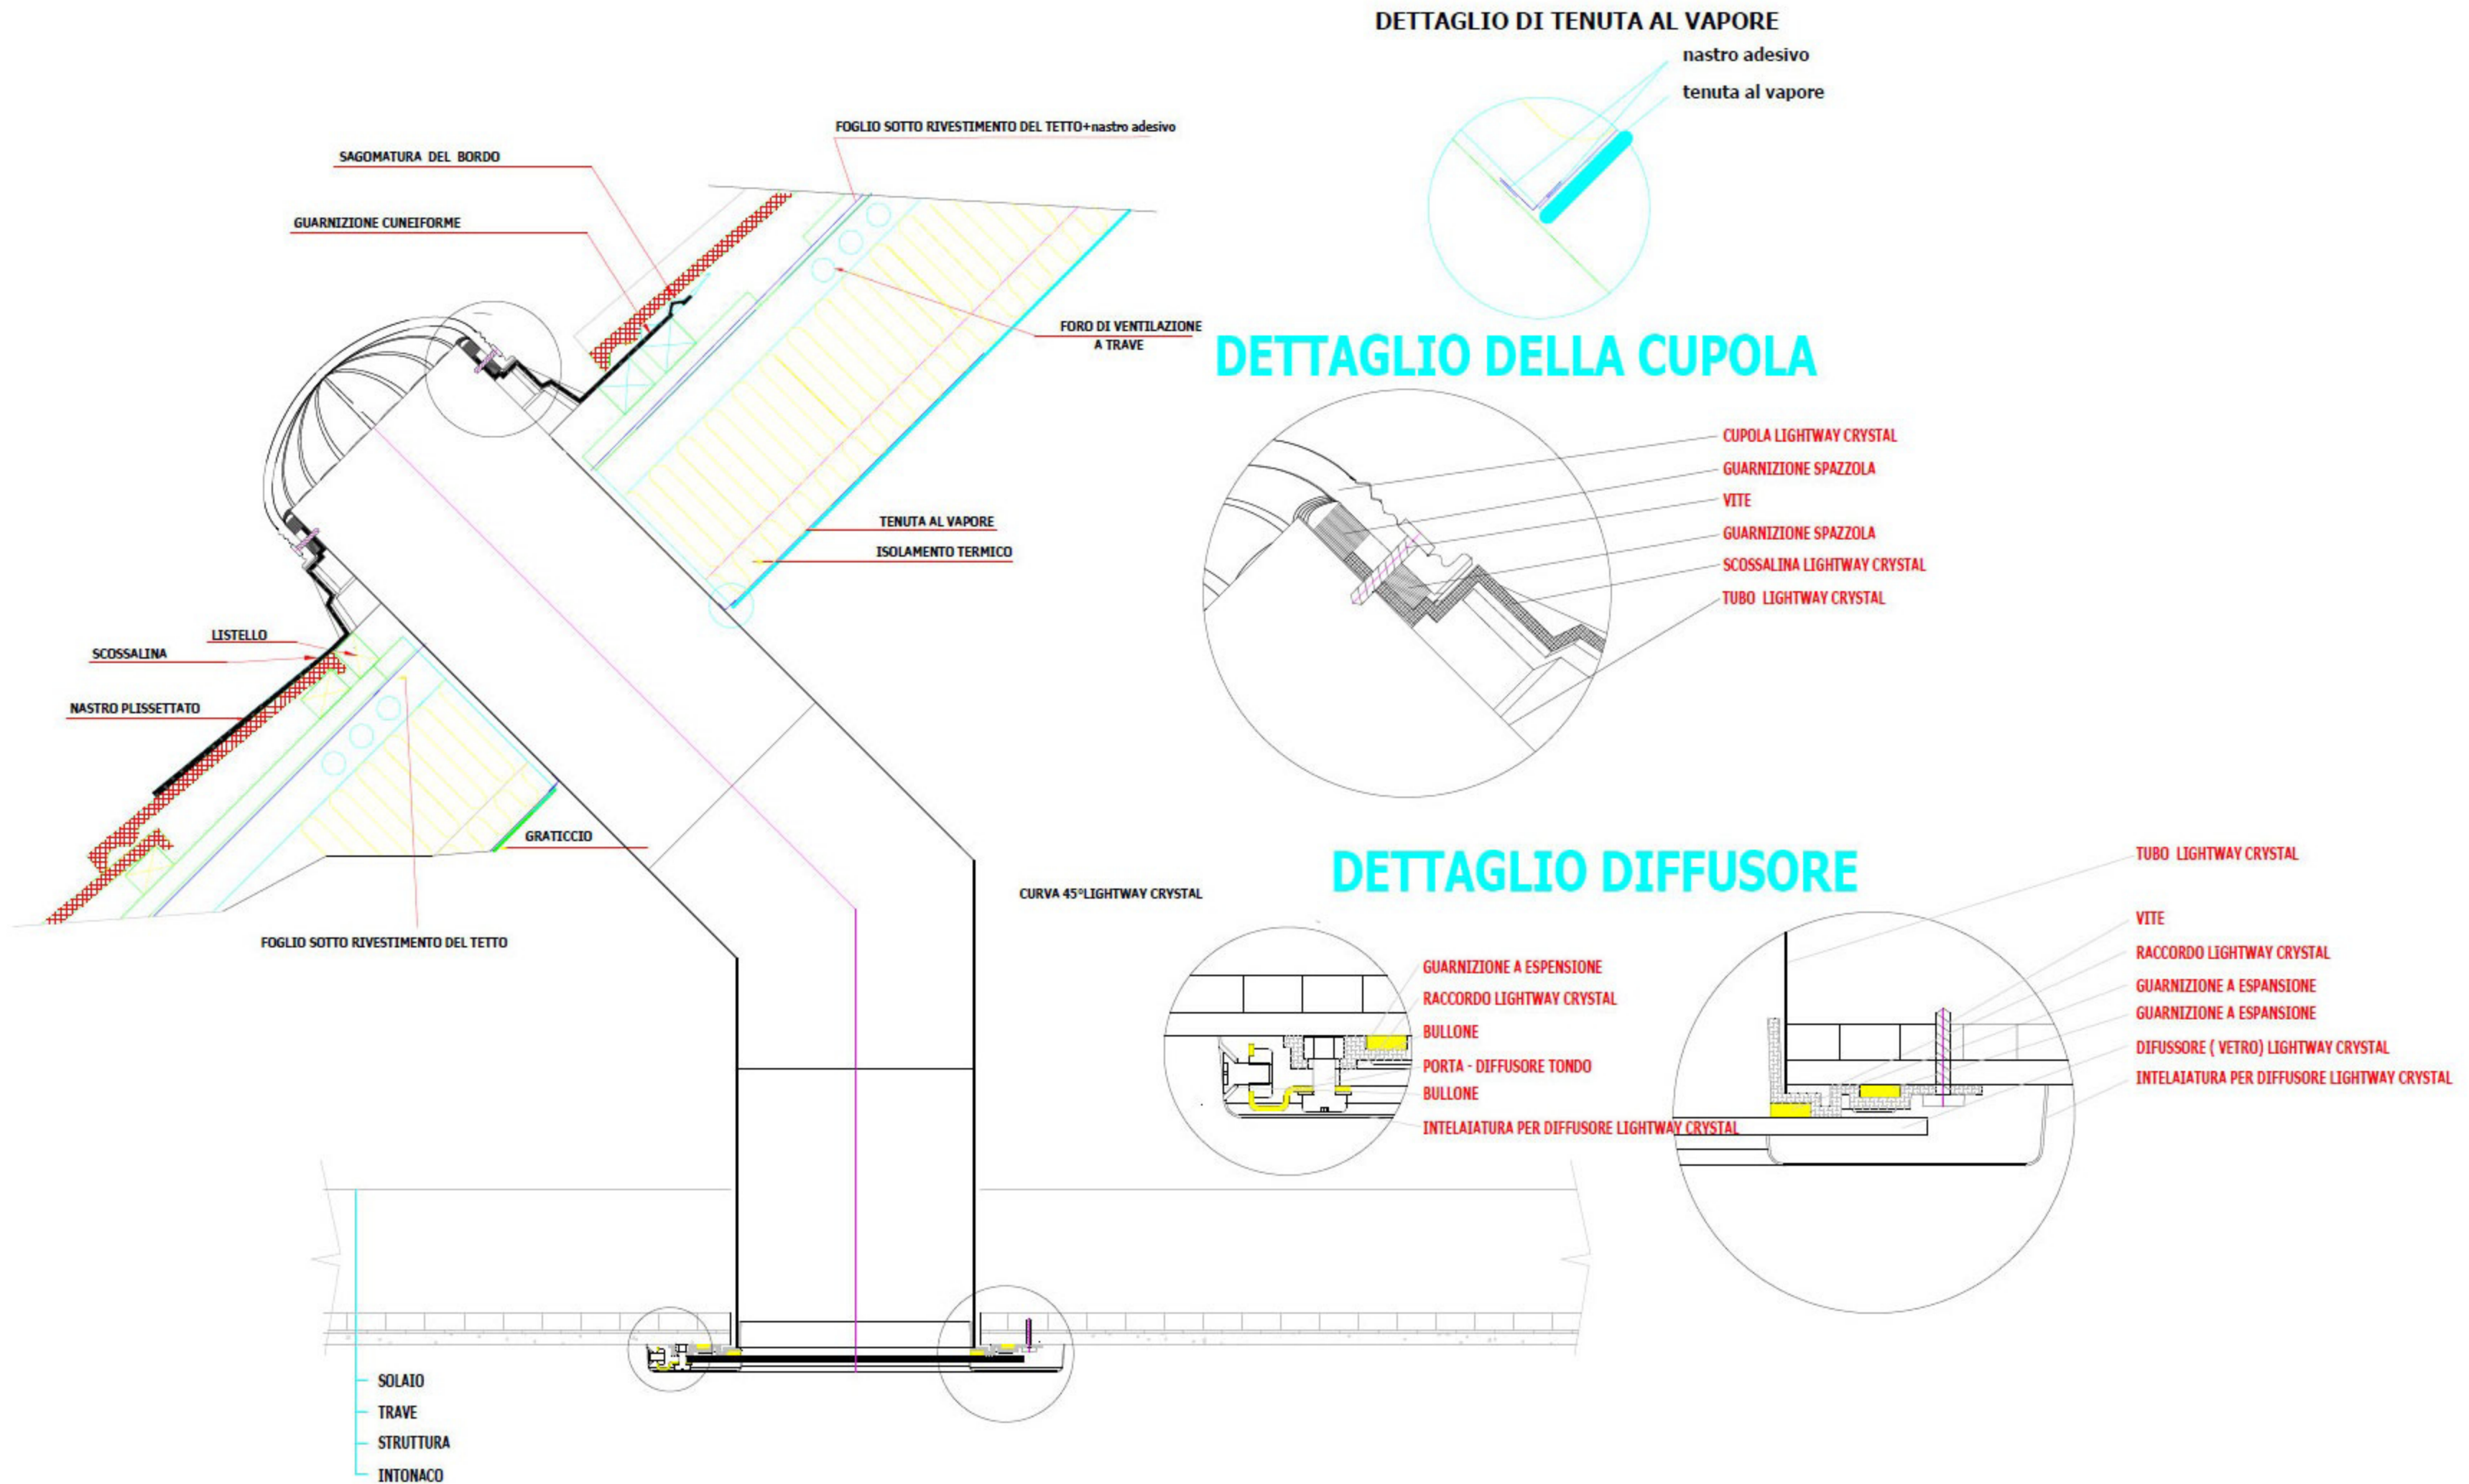 DETTAGLIO DI TENUTA AL VAPORE
nastro adesivo
tenuta al vapore
FOGLIO SOTTO RIVESTIMENTO DEL TETTO+nastro adesivo
SAGOMATURA DEL BORDO
GUARNIZIONE CUNEIFORME
FORO DI VENTILAZIONE
A TRAVE
TENUTA AL VAPORE
ISOLAMENTO TERMICO
LISTELLO
SCOSSALINA
NASTRO PLISSETTATO
GRATICCIO
FOGLIO SOTTO RIVESTIMENTO DEL TETTO
CURVA 45°LIGHTWAY CRYSTAL
DETTAGLIO DELLA CUPOLA
CUPOLA LIGHTWAY CRYSTAL
GUARNIZIONE SPAZZOLA
VITE
GUARNIZIONE SPAZZOLA
SCOSSALINA LIGHTWAY CRYSTAL
TUBO LIGHTWAY CRYSTAL
DETTAGLIO DIFFUSORE
GUARNIZIONE A ESPENSIONE
RACCORDO LIGHTWAY CRYSTAL
BULLONE
PORTA - DIFFUSORE TONDO
BULLONE
INTELAIATURA PER DIFFUSORE LIGHTWAY CRYSTAL
TUBO LIGHTWAY CRYSTAL
VITE
RACCORDO LIGHTWAY CRYSTAL
GUARNIZIONE A ESPANSIONE
GUARNIZIONE A ESPANSIONE
DIFUSSORE ( VETRO) LIGHTWAY CRYSTAL
INTELAIATURA PER DIFFUSORE LIGHTWAY CRYSTAL
SOLAIO
TRAVE
STRUTTURA
INTONACO